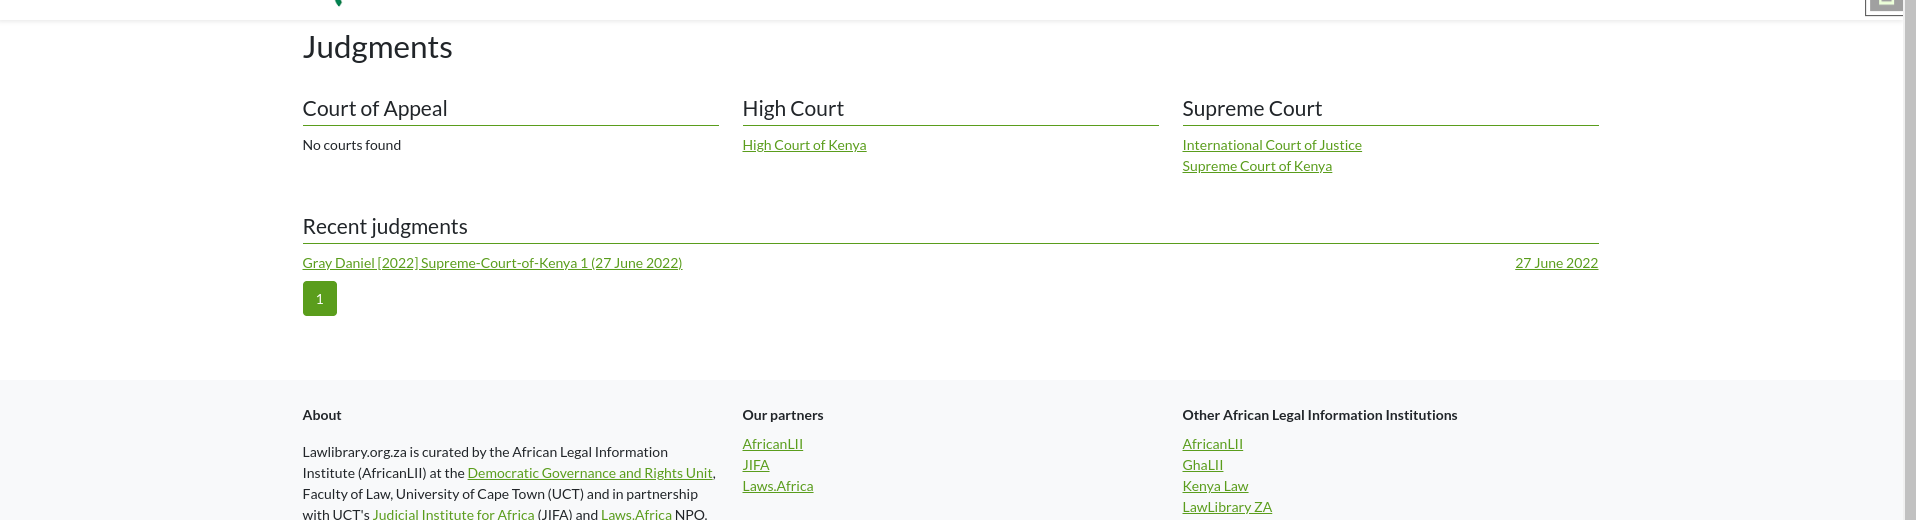 Judgments
Court of Appeal
No courts found
High Court
High Court of Kenya
Supreme Court
International Court of Justice
Supreme Court of Kenya
Recent judgments
Gray Daniel [2022] Supreme-Court-of-Kenya 1 (27 June 2022) 27 June 2022
1
About
Lawlibrary.org.za is curated by the African Legal Information
Institute (AfricanLII) at the Democratic Governance and Rights Unit,
Faculty of Law, University of Cape Town (UCT) and in partnership
with UCT's Judicial Institute for Africa (JIFA) and Laws.Africa NPO.
Our partners
AfricanLII
JIFA
Laws.Africa
Other African Legal Information Institutions
AfricanLII
GhaLII
Kenya Law
LawLibrary ZA